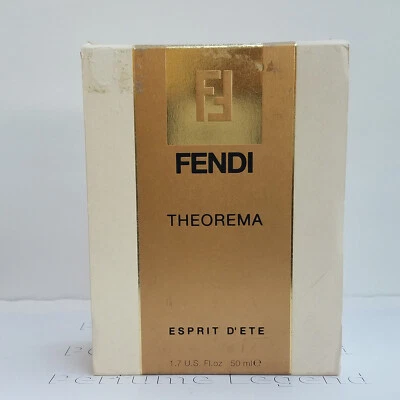 FENDI
THEOREMA
ESPRIT D'ETE
1.7 U.S. Fl.oz 50 ml ℮
Perfume Legend